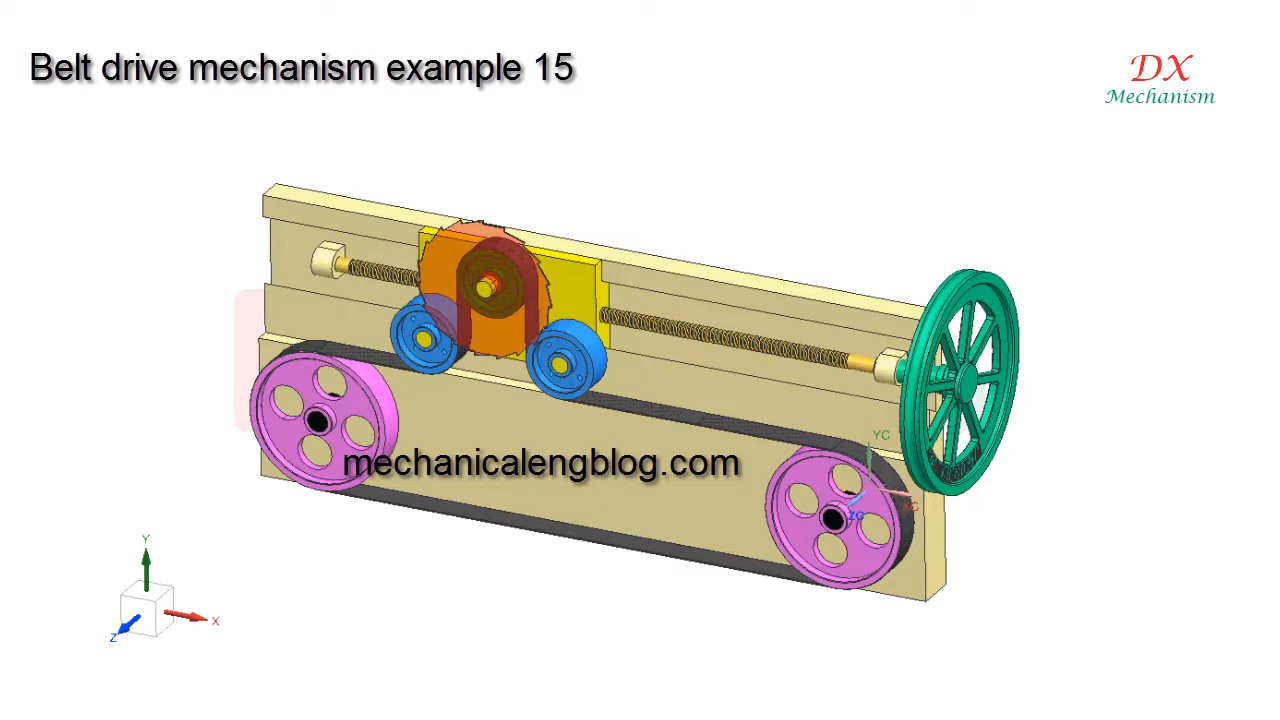 Belt drive mechanism example 15
DX
Mechanism
YC
XC
ZC
mechanicalengblog.com
Y
X
Z